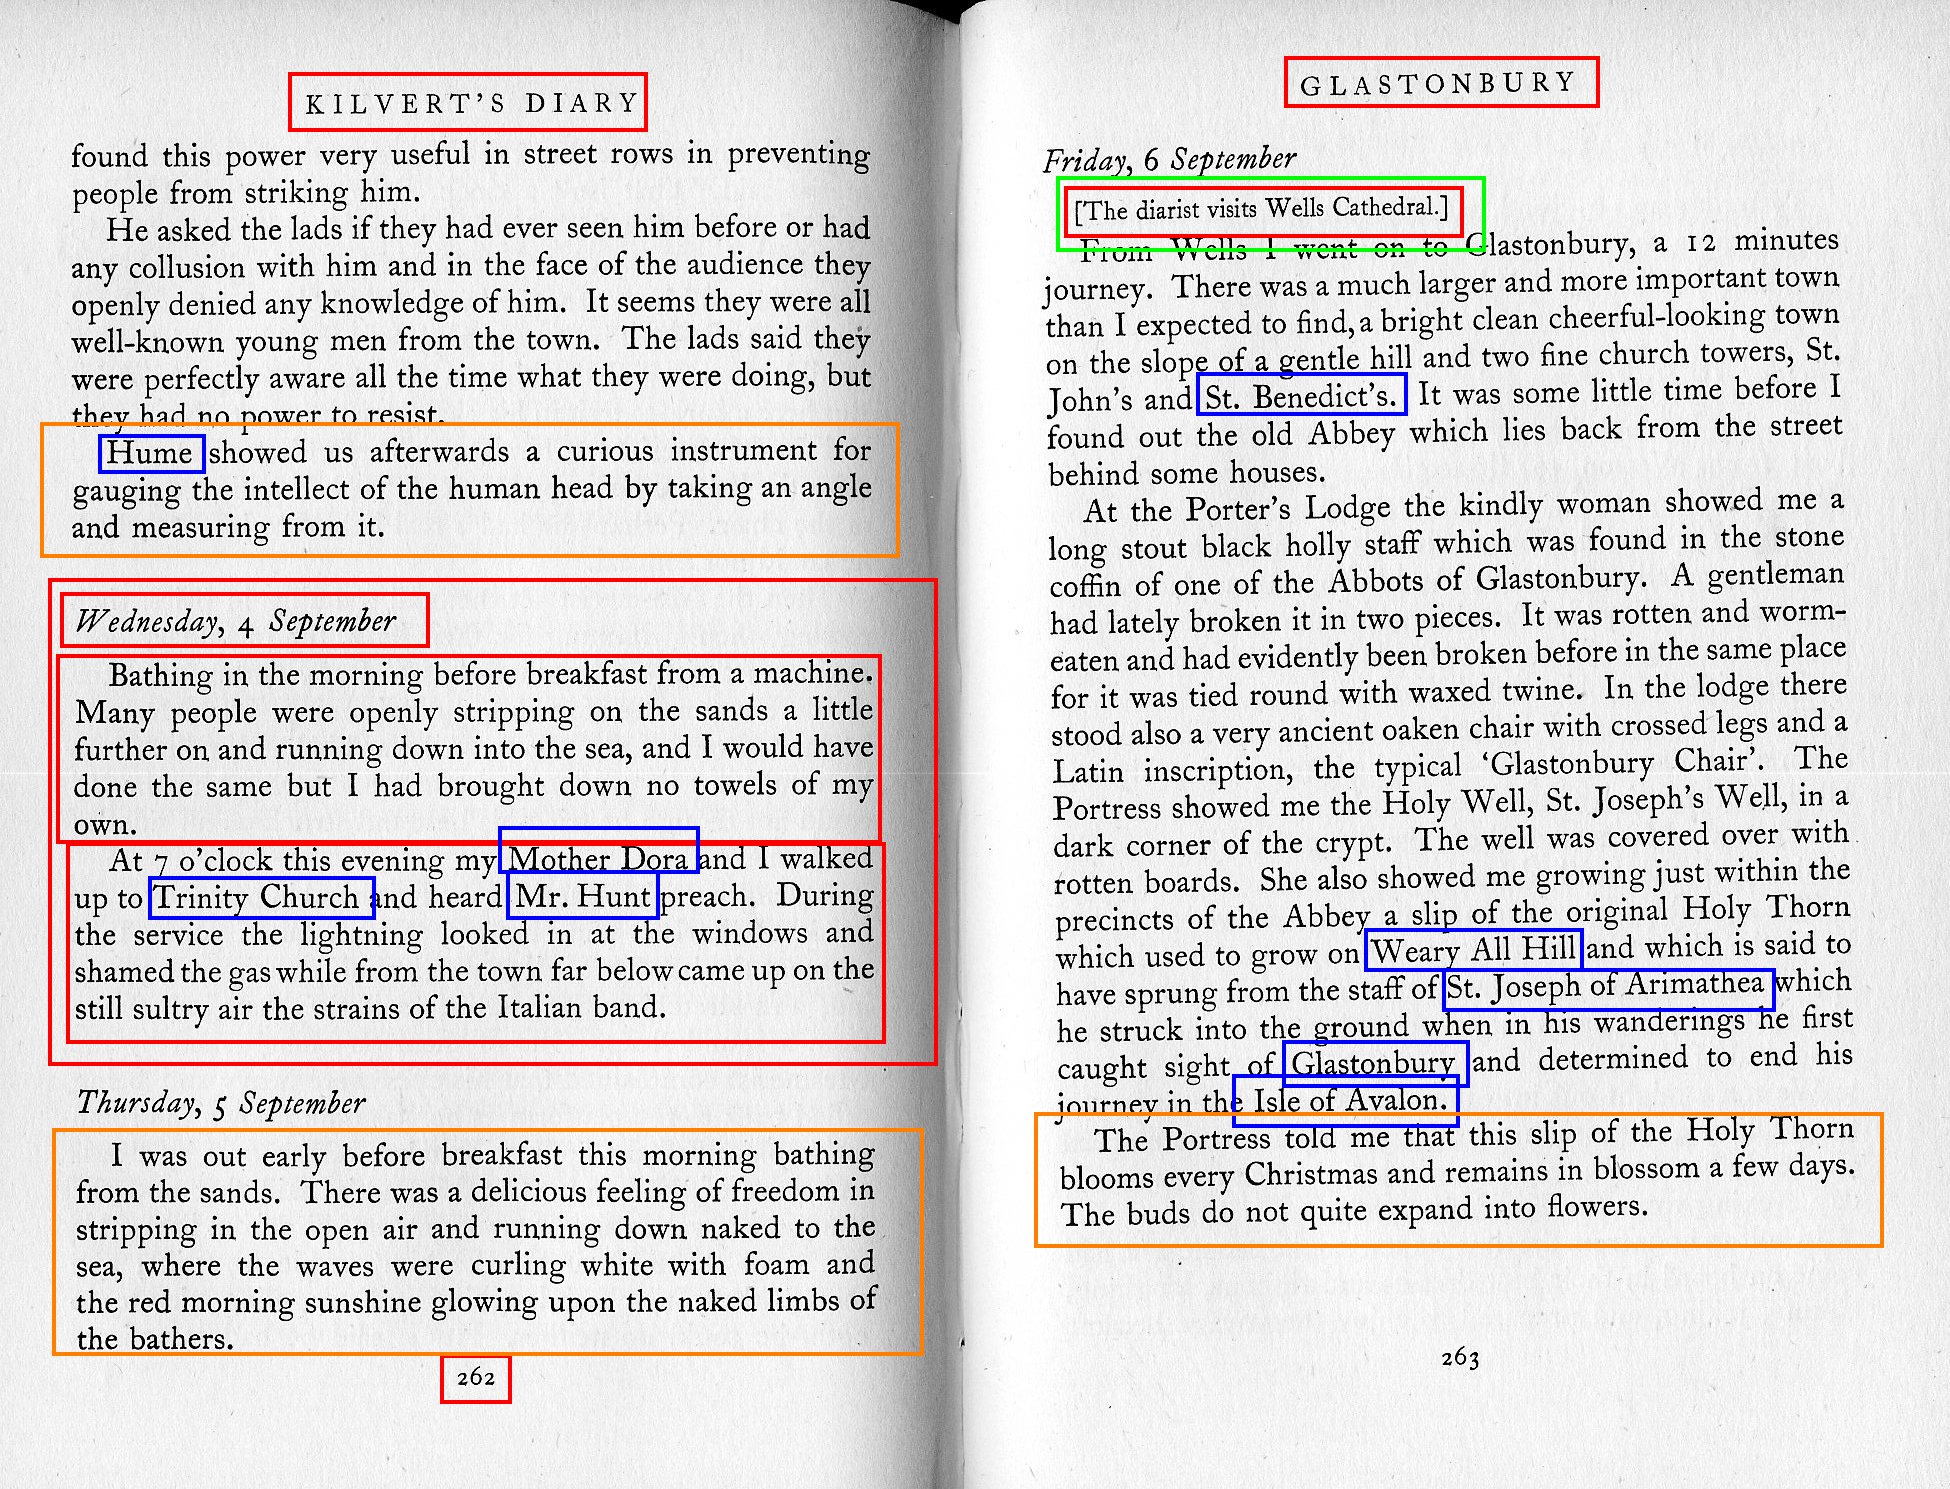 KILVERT'S DIARY
found this power very useful in street rows in preventing
people from striking him.
He asked the lads if they had ever seen him before or had
any collusion with him and in the face of the audience they
openly denied any knowledge of him. It seems they were all
well-known young men from the town. The lads said they
were perfectly aware all the time what they were doing, but
they had no power to resist.
Hume showed us afterwards a curious instrument for
gauging the intellect of the human head by taking an angle
and measuring from it.
Wednesday, 4 September
Bathing in the morning before breakfast from a machine.
Many people were openly stripping on the sands a little
further on and running down into the sea, and I would have
done the same but I had brought down no towels of my
own.
At 7 o'clock this evening my Mother Dora and I walked
up to Trinity Church and heard Mr. Hunt preach. During
the service the lightning looked in at the windows and
shamed the gas while from the town far below came up on the
still sultry air the strains of the Italian band.
Thursday, 5 September
I was out early before breakfast this morning bathing
from the sands. There was a delicious feeling of freedom in
stripping in the open air and running down naked to the
sea, where the waves were curling white with foam and
the red morning sunshine glowing upon the naked limbs of
the bathers.
262
GLASTONBURY
Friday, 6 September
[The diarist visits Wells Cathedral.]
From Wells I went on to Glastonbury, a 12 minutes
journey. There was a much larger and more important town
than I expected to find, a bright clean cheerful-looking town
on the slope of a gentle hill and two fine church towers, St.
John's and St. Benedict's. It was some little time before I
found out the old Abbey which lies back from the street
behind some houses.
At the Porter's Lodge the kindly woman showed me a
long stout black holly staff which was found in the stone
coffin of one of the Abbots of Glastonbury. A gentleman
had lately broken it in two pieces. It was rotten and worm-
eaten and had evidently been broken before in the same place
for it was tied round with waxed twine. In the lodge there
stood also a very ancient oaken chair with crossed legs and a
Latin inscription, the typical 'Glastonbury Chair'. The
Portress showed me the Holy Well, St. Joseph's Well, in a
dark corner of the crypt. The well was covered over with
rotten boards. She also showed me growing just within the
precincts of the Abbey a slip of the original Holy Thorn
which used to grow on Weary All Hill and which is said to
have sprung from the staff of St. Joseph of Arimathea which
he struck into the ground when in his wanderings he first
caught sight of Glastonbury and determined to end his
journey in the Isle of Avalon.
The Portress told me that this slip of the Holy Thorn
blooms every Christmas and remains in blossom a few days.
The buds do not quite expand into flowers.
263